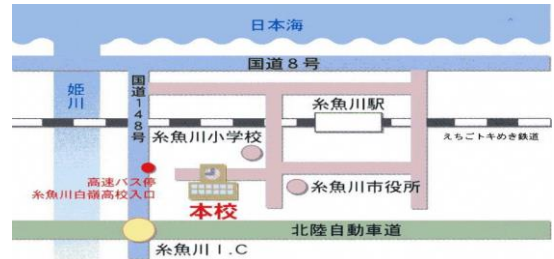 日本海
国道8号
姫川
国道148号
糸魚川駅
えちごトキめき鉄道
糸魚川小学校
高速バス停
糸魚川白嶺高校入口
糸魚川市役所
本校
北陸自動車道
糸魚川I.C